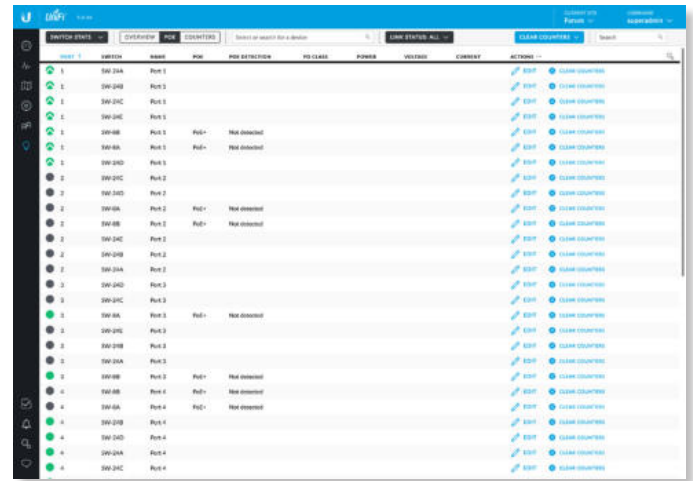 UniFi
CURRENT SITE
USERNAME
superadmin
SWITCH STATS
OVERVIEW POE COUNTERS
Select or search for a device
LINK STATUS: ALL
CLEAR COUNTERS
Search
PORT SWITCH NAME POE POE DETECTION PD CLASS POWER VOLTAGE CURRENT ACTIONS
1 SW-24A Port 1 EDIT CLEAR COUNTERS
1 SW-24B Port 1 EDIT CLEAR COUNTERS
1 SW-24C Port 1 EDIT CLEAR COUNTERS
1 SW-24E Port 1 EDIT CLEAR COUNTERS
1 SW-8B Port 1 PoE+ Not detected EDIT CLEAR COUNTERS
1 SW-8A Port 1 PoE+ Not detected EDIT CLEAR COUNTERS
1 SW-24D Port 1 EDIT CLEAR COUNTERS
2 SW-24C Port 2 EDIT CLEAR COUNTERS
2 SW-24D Port 2 EDIT CLEAR COUNTERS
2 SW-8A Port 2 PoE+ Not detected EDIT CLEAR COUNTERS
2 SW-8B Port 2 PoE+ Not detected EDIT CLEAR COUNTERS
2 SW-24E Port 2 EDIT CLEAR COUNTERS
2 SW-24B Port 2 EDIT CLEAR COUNTERS
2 SW-24A Port 2 EDIT CLEAR COUNTERS
3 SW-24D Port 3 EDIT CLEAR COUNTERS
3 SW-24C Port 3 EDIT CLEAR COUNTERS
3 SW-8A Port 3 PoE+ Not detected EDIT CLEAR COUNTERS
3 SW-24E Port 3 EDIT CLEAR COUNTERS
3 SW-24B Port 3 EDIT CLEAR COUNTERS
3 SW-24A Port 3 EDIT CLEAR COUNTERS
3 SW-8B Port 3 PoE+ Not detected EDIT CLEAR COUNTERS
4 SW-8B Port 4 PoE+ Not detected EDIT CLEAR COUNTERS
4 SW-8A Port 4 PoE+ Not detected EDIT CLEAR COUNTERS
4 SW-24B Port 4 EDIT CLEAR COUNTERS
4 SW-24D Port 4 EDIT CLEAR COUNTERS
4 SW-24A Port 4 EDIT CLEAR COUNTERS
4 SW-24C Port 4 EDIT CLEAR COUNTERS